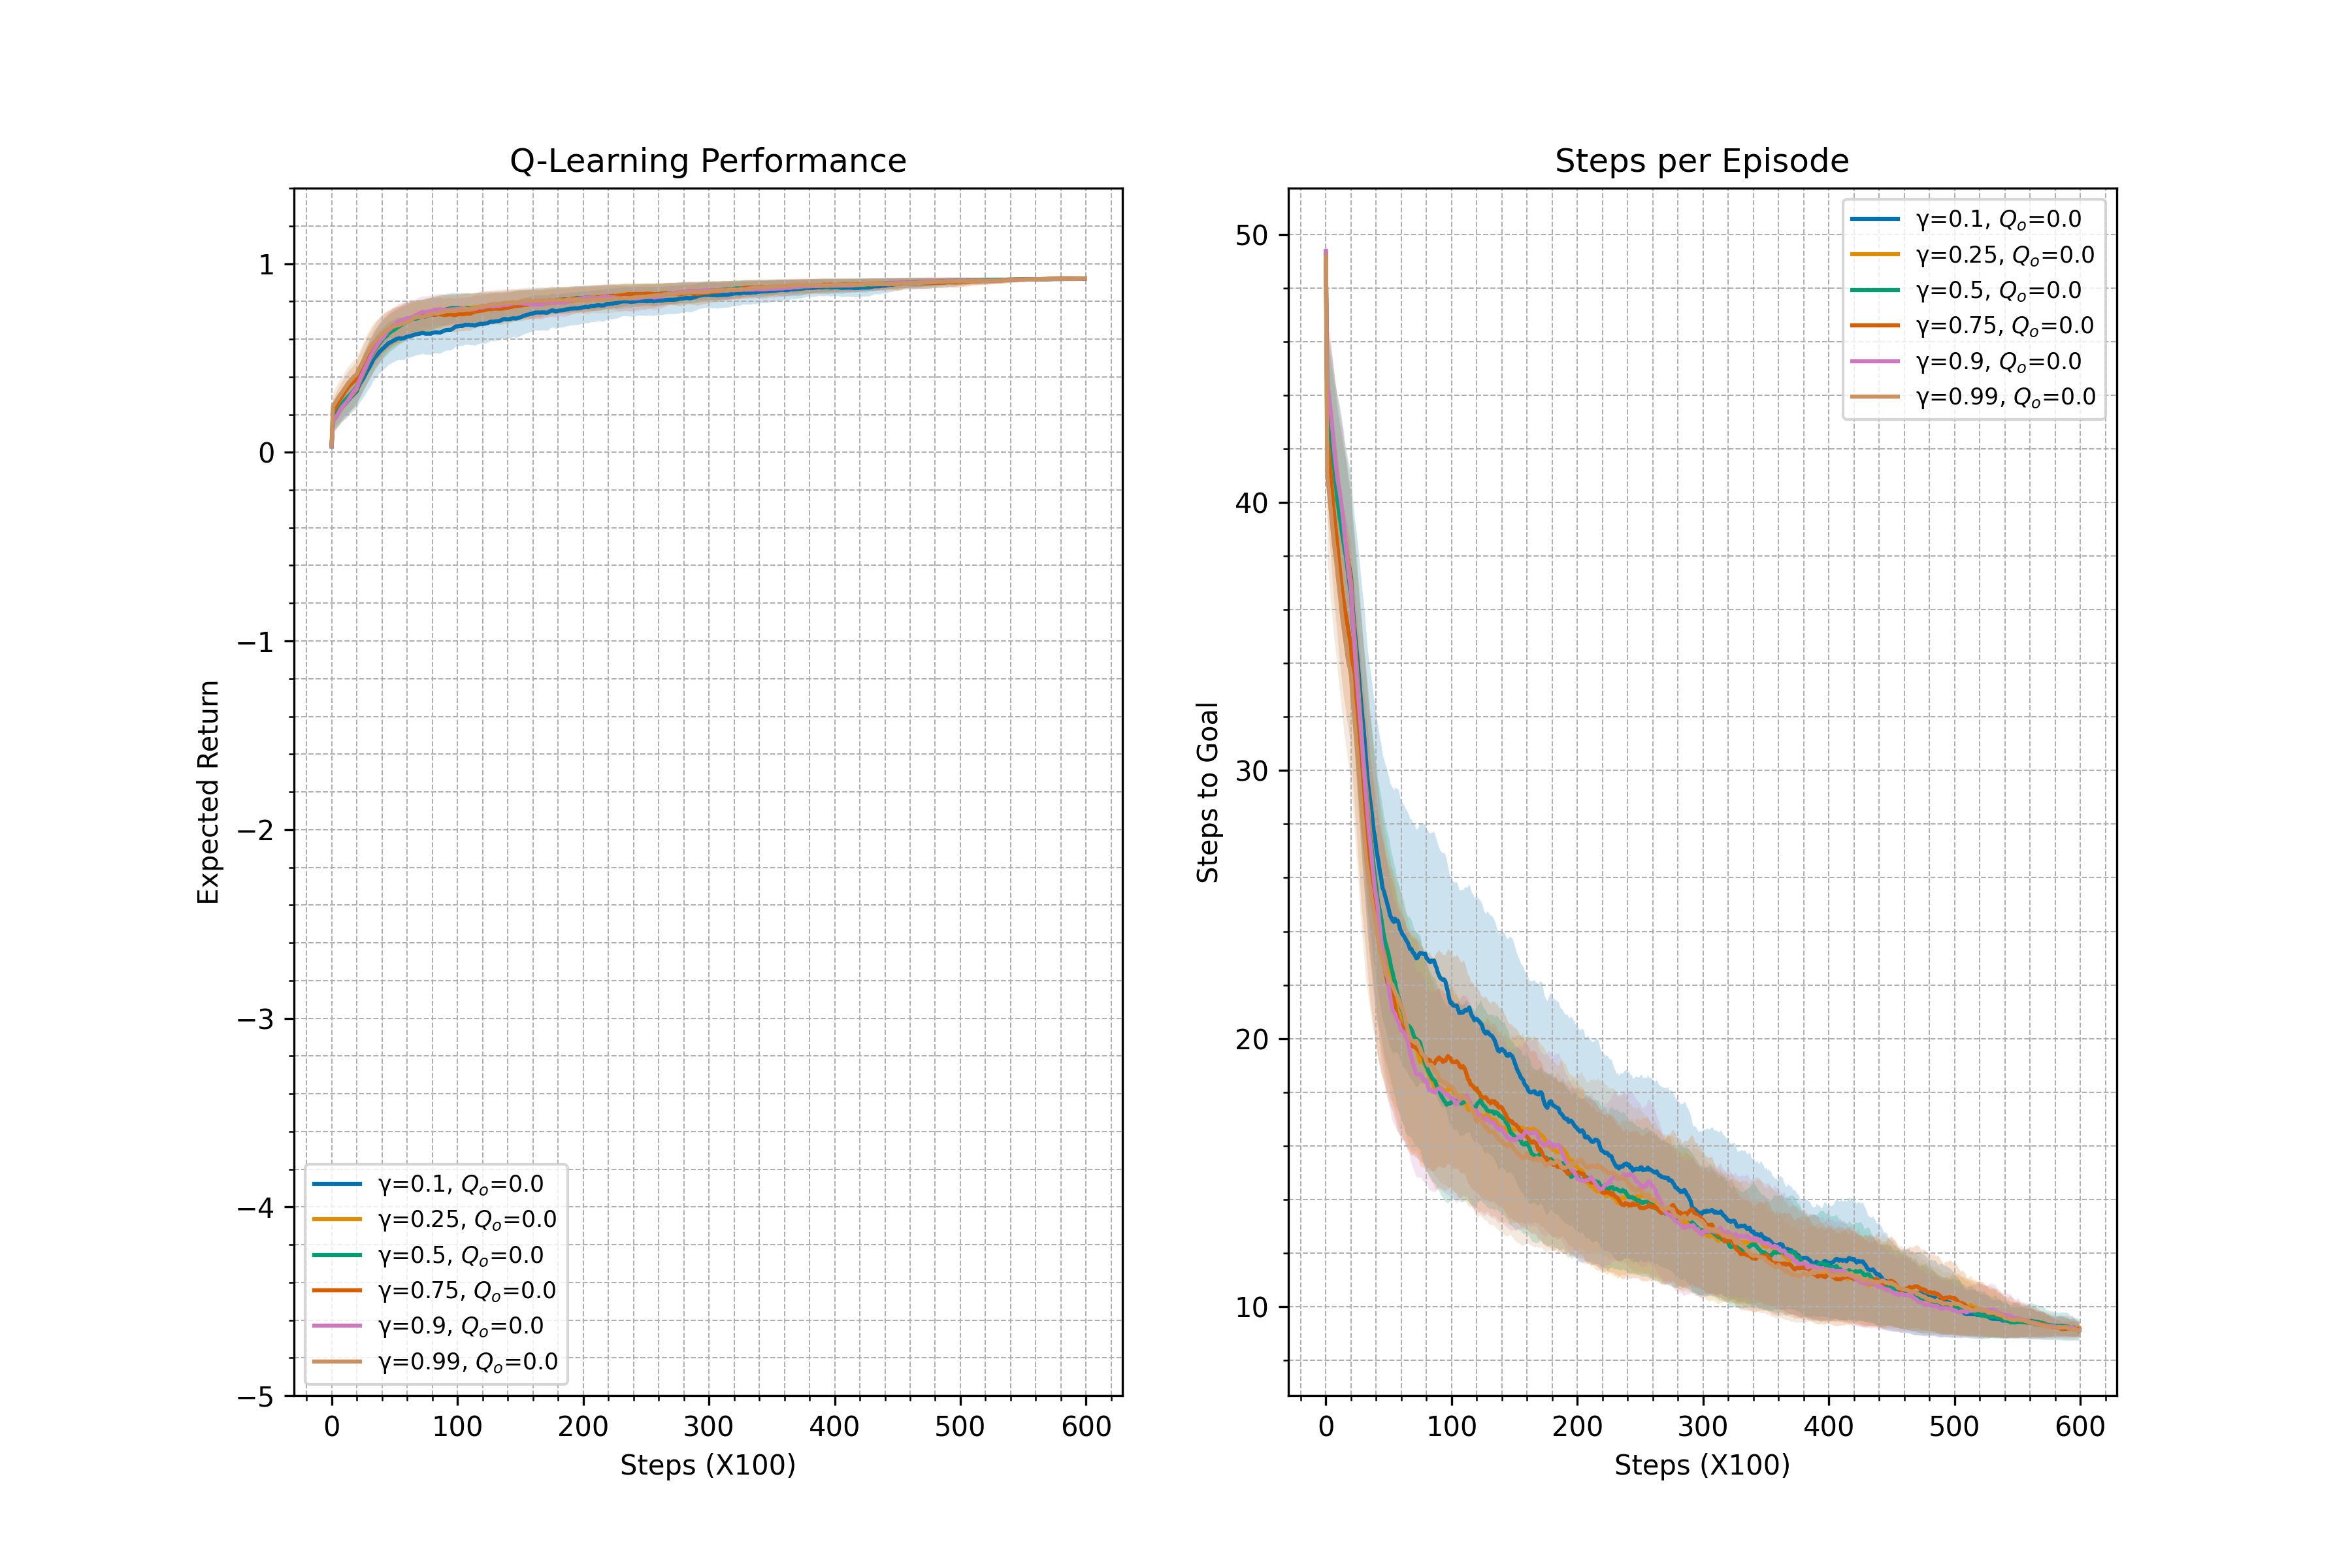 Q-Learning Performance
Expected Return
1
0
−1
−2
−3
−4
−5
γ=0.1, Qₒ=0.0
γ=0.25, Qₒ=0.0
γ=0.5, Qₒ=0.0
γ=0.75, Qₒ=0.0
γ=0.9, Qₒ=0.0
γ=0.99, Qₒ=0.0
0 100 200 300 400 500 600
Steps (X100)
Steps per Episode
Steps to Goal
50
40
30
20
10
γ=0.1, Qₒ=0.0
γ=0.25, Qₒ=0.0
γ=0.5, Qₒ=0.0
γ=0.75, Qₒ=0.0
γ=0.9, Qₒ=0.0
γ=0.99, Qₒ=0.0
0 100 200 300 400 500 600
Steps (X100)